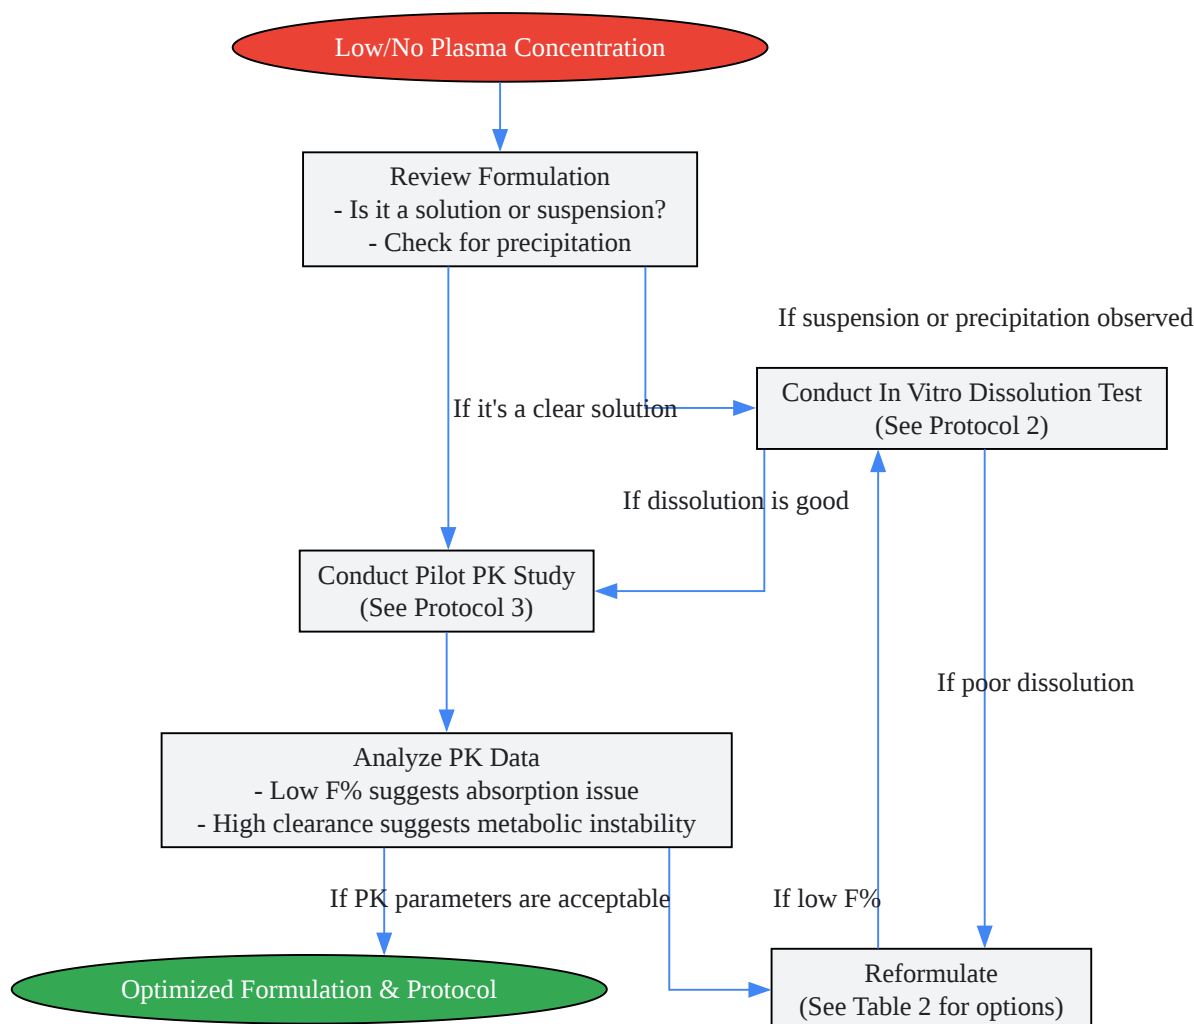 Low/No Plasma Concentration
Review Formulation
- Is it a solution or suspension?
- Check for precipitation
If suspension or precipitation observed
Conduct In Vitro Dissolution Test
(See Protocol 2)
If it's a clear solution
If dissolution is good
Conduct Pilot PK Study
(See Protocol 3)
If poor dissolution
Analyze PK Data
- Low F% suggests absorption issue
- High clearance suggests metabolic instability
If PK parameters are acceptable
If low F%
Optimized Formulation & Protocol
Reformulate
(See Table 2 for options)